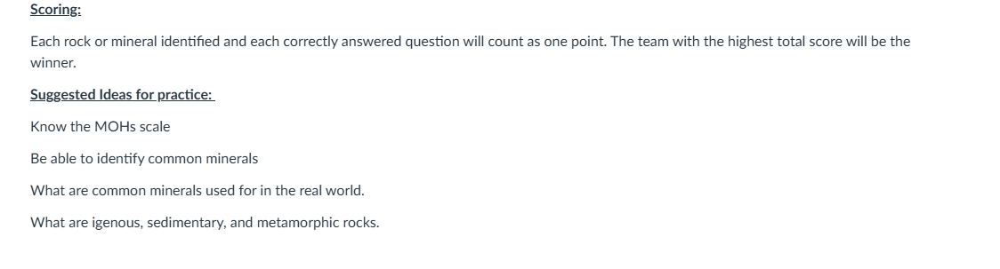 Scoring:
Each rock or mineral identified and each correctly answered question will count as one point. The team with the highest total score will be the
winner.
Suggested Ideas for practice:
Know the MOHs scale
Be able to identify common minerals
What are common minerals used for in the real world.
What are igenous, sedimentary, and metamorphic rocks.